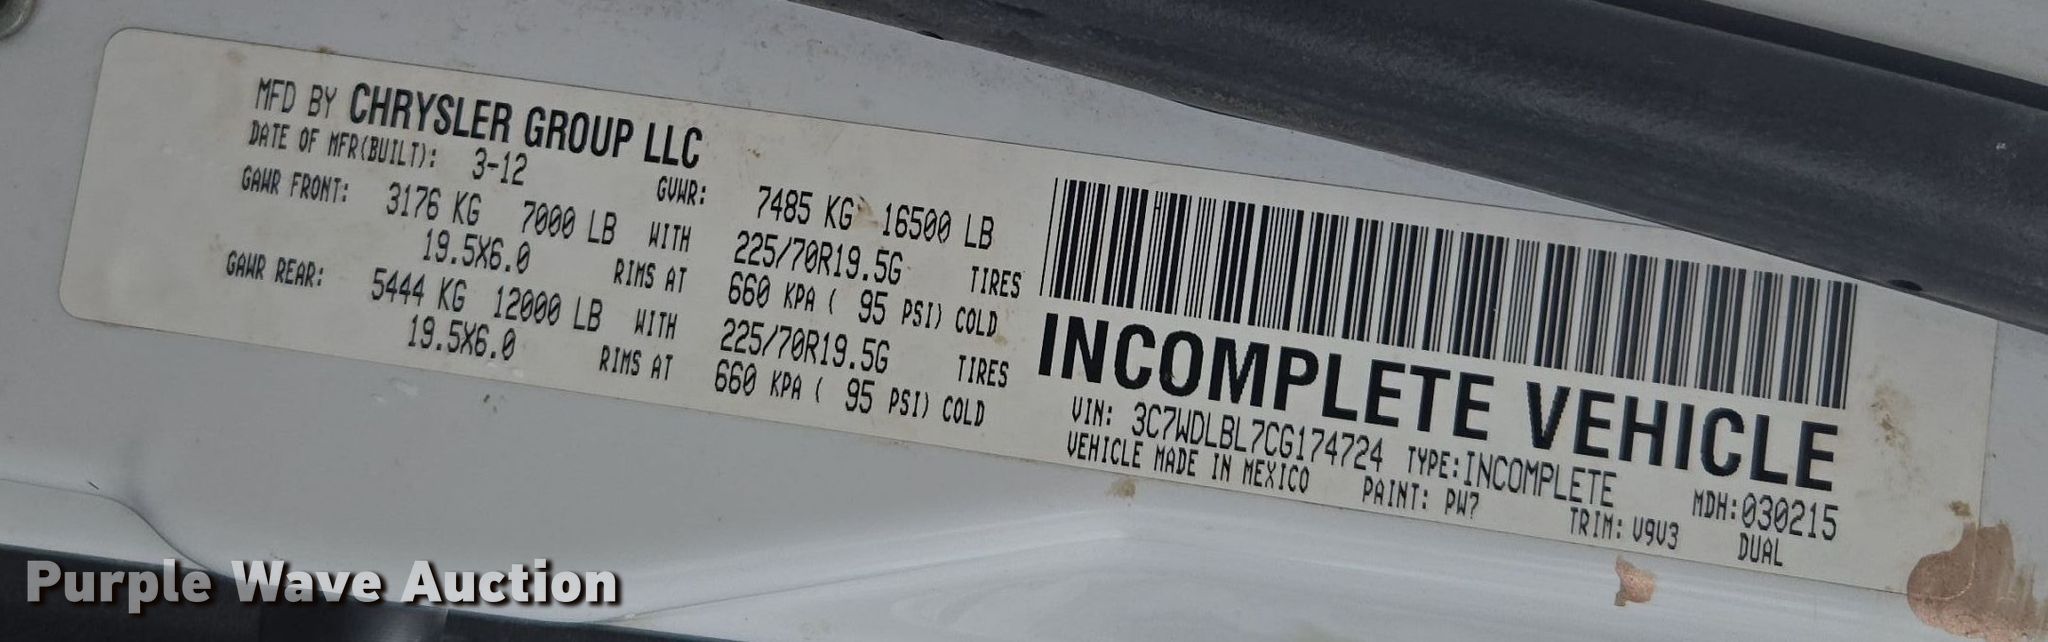 MFD BY CHRYSLER GROUP LLC
DATE OF MFR(BUILT): 3-12 GVWR: 7485 KG 16500 LB
GAWR FRONT: 3176 KG 7000 LB WITH 225/70R19.5G TIRES
19.5X6.0 RIMS AT 660 KPA ( 95 PSI) COLD
GAWR REAR: 5444 KG 12000 LB WITH 225/70R19.5G TIRES
19.5X6.0 RIMS AT 660 KPA ( 95 PSI) COLD
INCOMPLETE VEHICLE
VIN: 3C7WDLBL7CG174724 TYPE:INCOMPLETE MDH:030215
VEHICLE MADE IN MEXICO PAINT: PW7 TRIM: V9V3 DUAL
Purple Wave Auction